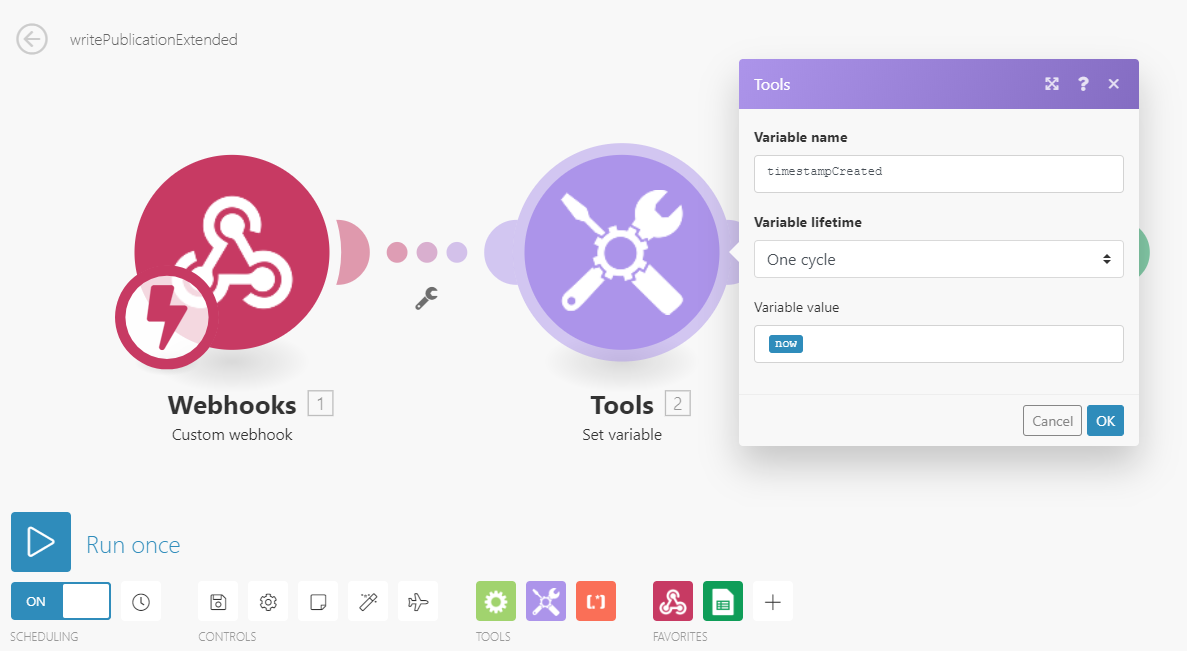 writePublicationExtended
Tools
?
Variable name
timestampCreated
Variable lifetime
One cycle
Variable value
now
Cancel
OK
Webhooks 1
Custom webhook
Tools 2
Set variable
Run once
ON
SCHEDULING
CONTROLS
[.*]
TOOLS
FAVORITES